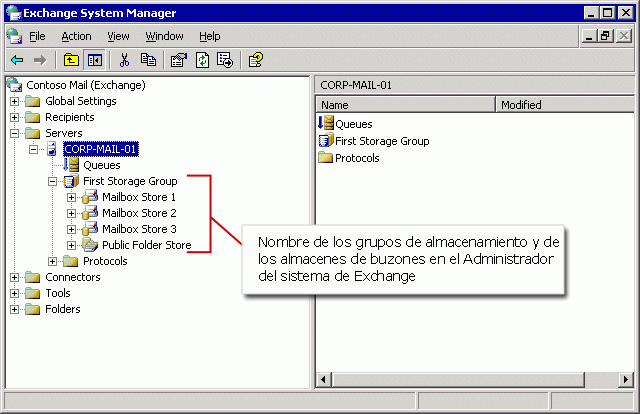 Exchange System Manager
File Action View Window Help
Contoso Mail (Exchange)
Global Settings
Recipients
Servers
CORP-MAIL-01
Queues
First Storage Group
Mailbox Store 1
Mailbox Store 2
Mailbox Store 3
Public Folder Store
Protocols
Connectors
Tools
Folders
CORP-MAIL-01
Name Modified
Queues
First Storage Group
Protocols
Nombre de los grupos de almacenamiento y de
los almacenes de buzones en el Administrador
del sistema de Exchange